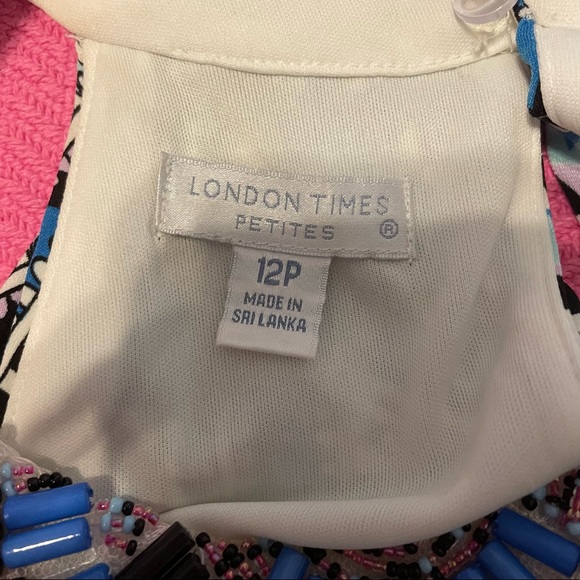 LONDON TIMES
PETITES ®
12P
MADE IN
SRI LANKA